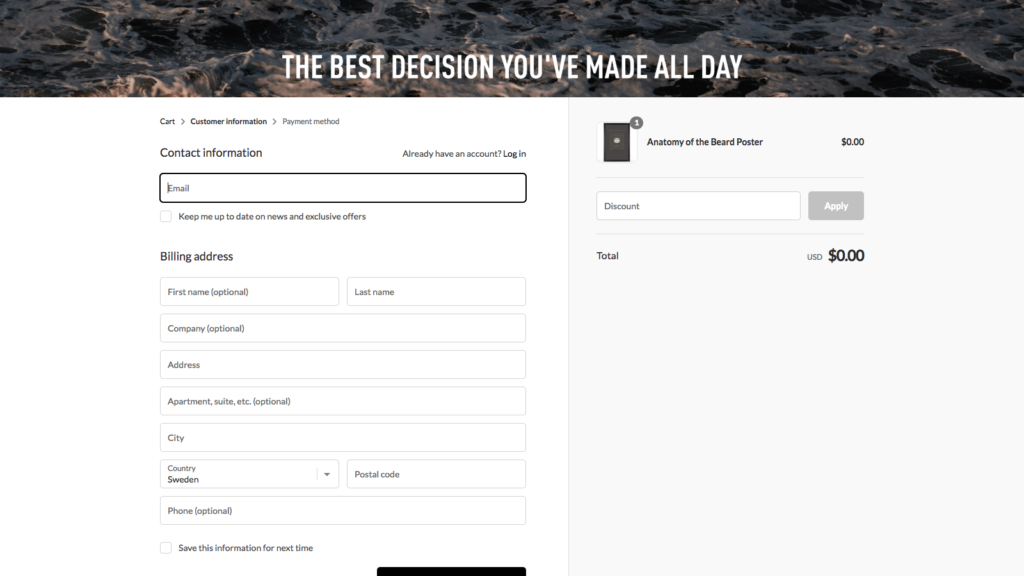 THE BEST DECISION YOU'VE MADE ALL DAY
Cart > Customer information > Payment method
Contact information
Already have an account? Log in
Email
Keep me up to date on news and exclusive offers
Billing address
First name (optional)
Last name
Company (optional)
Address
Apartment, suite, etc. (optional)
City
Country
Sweden
Postal code
Phone (optional)
Save this information for next time
1
Anatomy of the Beard Poster
$0.00
Discount
Apply
Total
USD $0.00